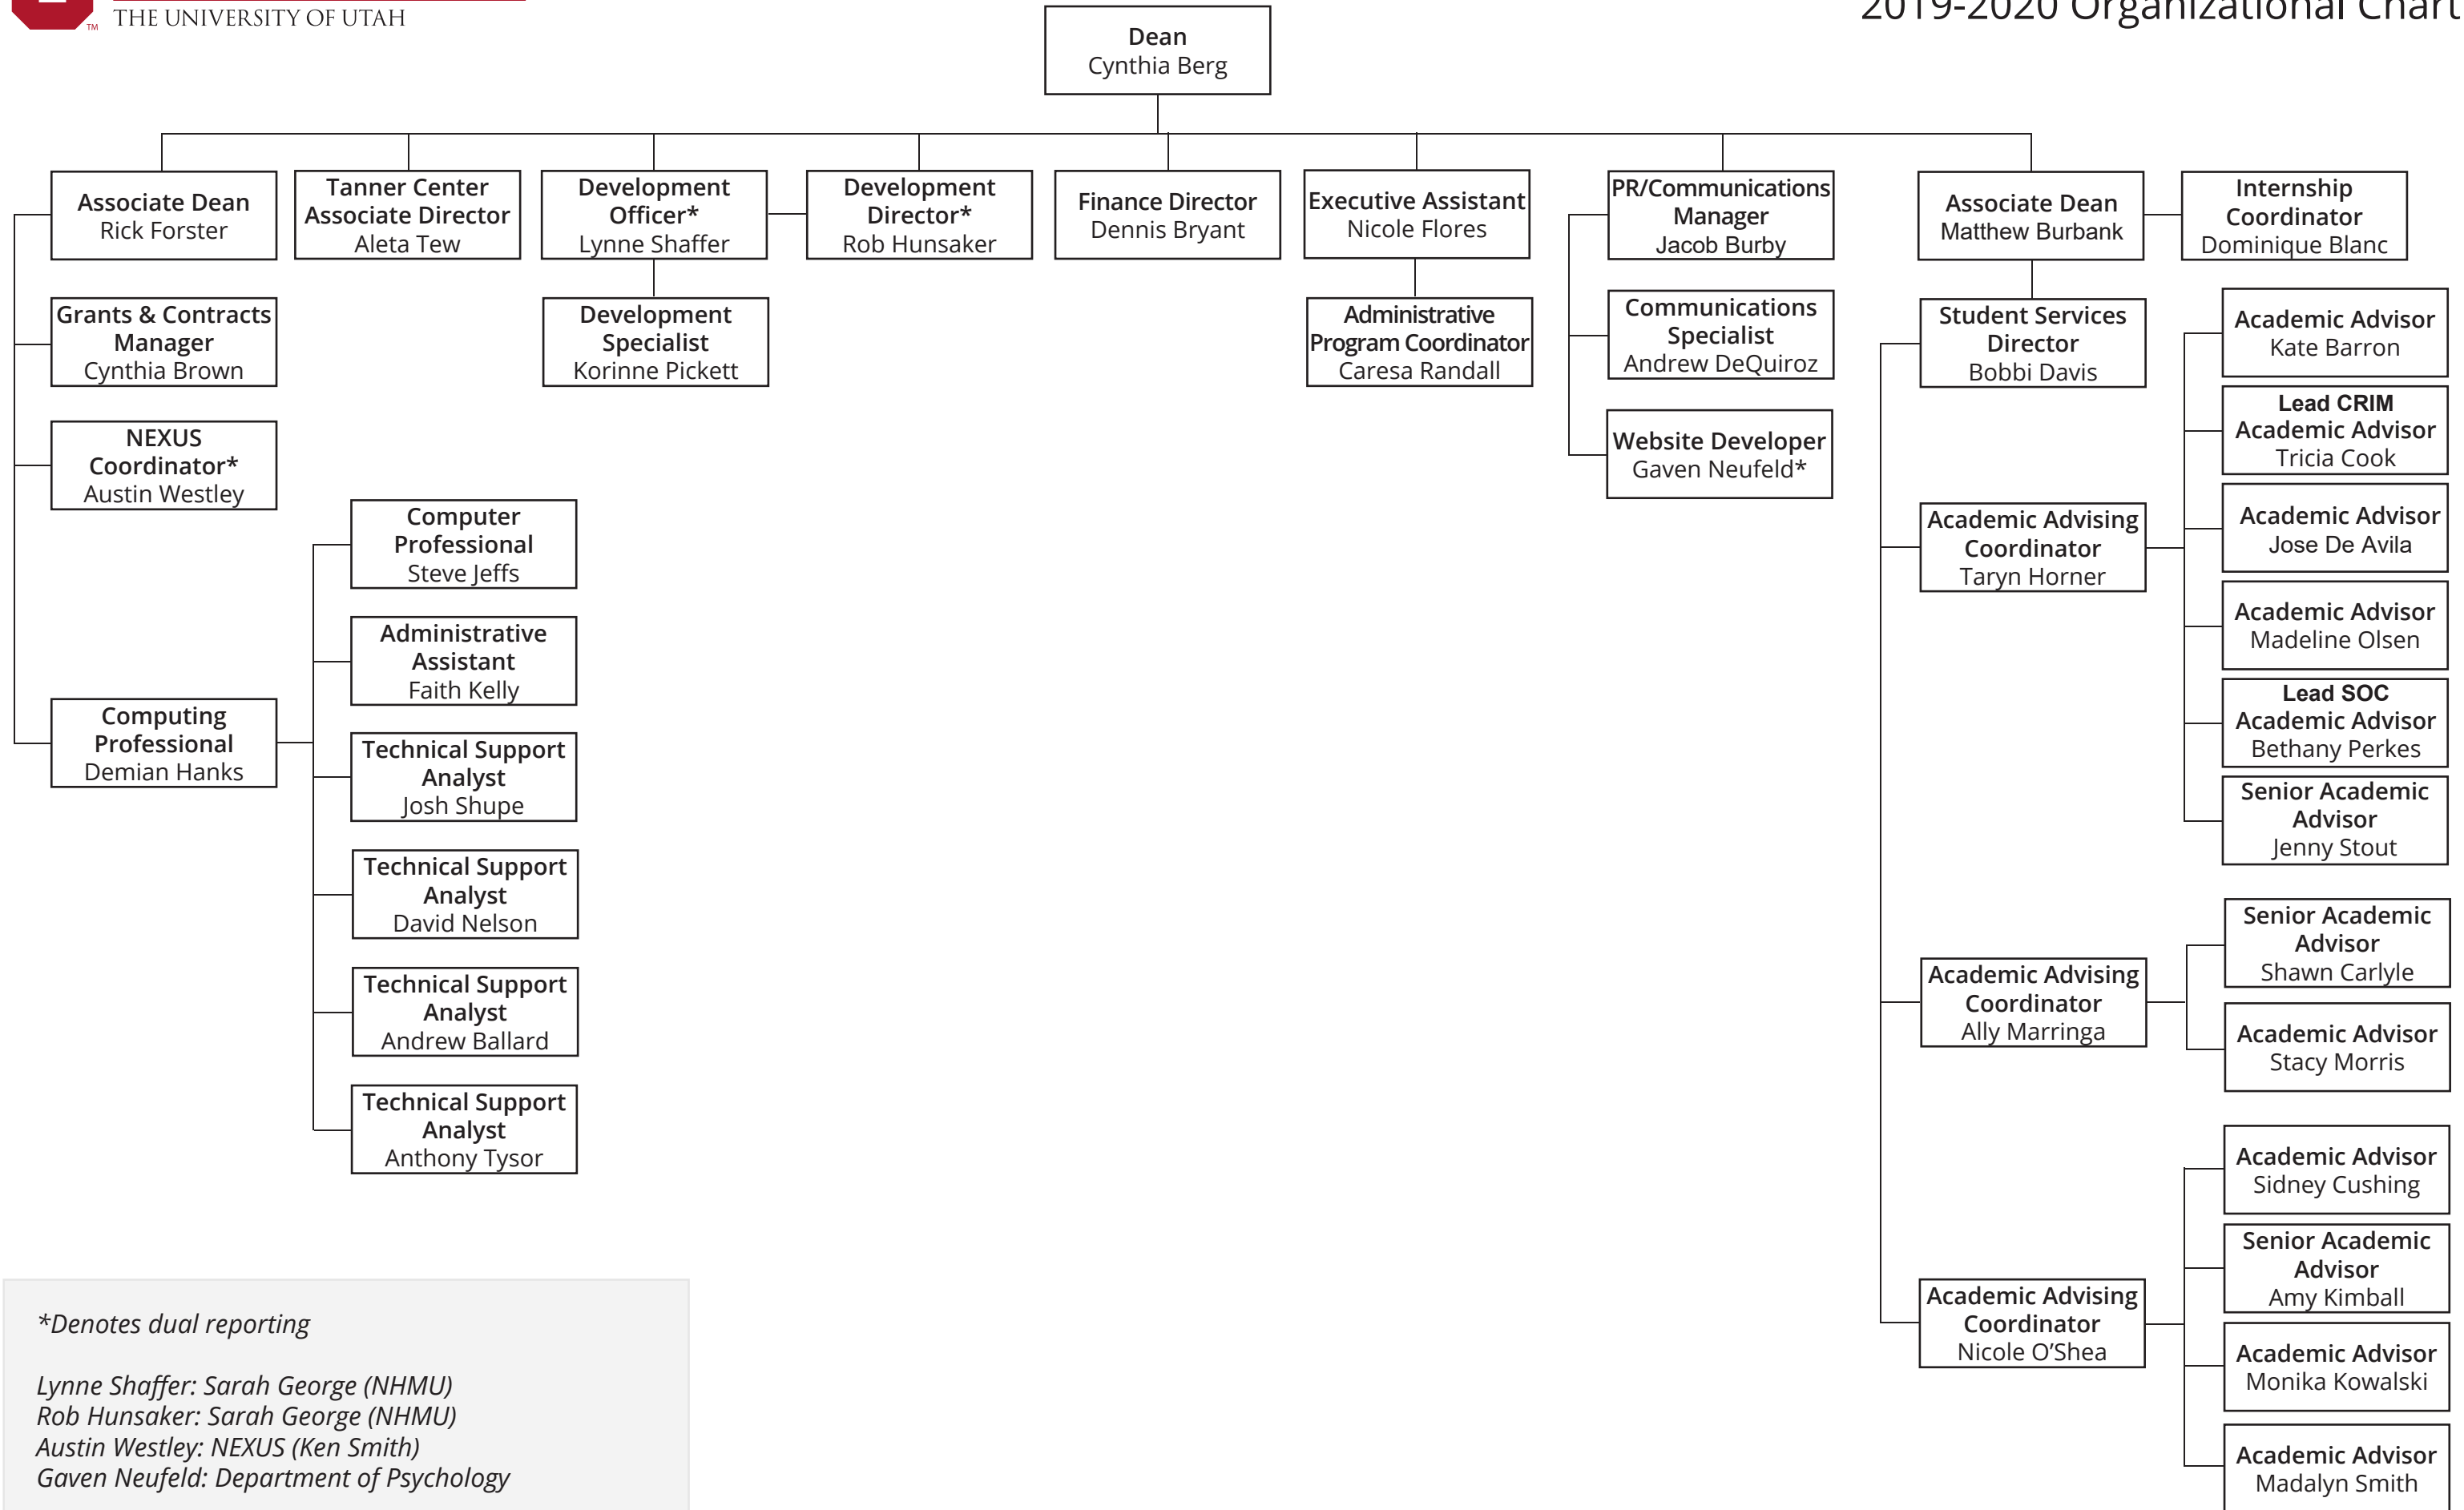 THE UNIVERSITY OF UTAH
TM
2019-2020 Organizational Chart
Dean
Cynthia Berg
Associate Dean
Rick Forster
Tanner Center
Associate Director
Aleta Tew
Development
Officer*
Lynne Shaffer
Development
Director*
Rob Hunsaker
Finance Director
Dennis Bryant
Executive Assistant
Nicole Flores
PR/Communications
Manager
Jacob Burby
Associate Dean
Matthew Burbank
Internship
Coordinator
Dominique Blanc
Grants & Contracts
Manager
Cynthia Brown
Development
Specialist
Korinne Pickett
Administrative
Program Coordinator
Caresa Randall
Communications
Specialist
Andrew DeQuiroz
Student Services
Director
Bobbi Davis
Academic Advisor
Kate Barron
Lead CRIM
Academic Advisor
Tricia Cook
NEXUS
Coordinator*
Austin Westley
Website Developer
Gaven Neufeld*
Computer
Professional
Steve Jeffs
Academic Advising
Coordinator
Taryn Horner
Academic Advisor
Jose De Avila
Administrative
Assistant
Faith Kelly
Academic Advisor
Madeline Olsen
Computing
Professional
Demian Hanks
Technical Support
Analyst
Josh Shupe
Lead SOC
Academic Advisor
Bethany Perkes
Senior Academic
Advisor
Jenny Stout
Technical Support
Analyst
David Nelson
Senior Academic
Advisor
Shawn Carlyle
Technical Support
Analyst
Andrew Ballard
Academic Advising
Coordinator
Ally Marringa
Academic Advisor
Stacy Morris
Technical Support
Analyst
Anthony Tysor
Academic Advisor
Sidney Cushing
Senior Academic
Advisor
Amy Kimball
Academic Advising
Coordinator
Nicole O’Shea
Academic Advisor
Monika Kowalski
Academic Advisor
Madalyn Smith
*Denotes dual reporting
Lynne Shaffer: Sarah George (NHMU)
Rob Hunsaker: Sarah George (NHMU)
Austin Westley: NEXUS (Ken Smith)
Gaven Neufeld: Department of Psychology